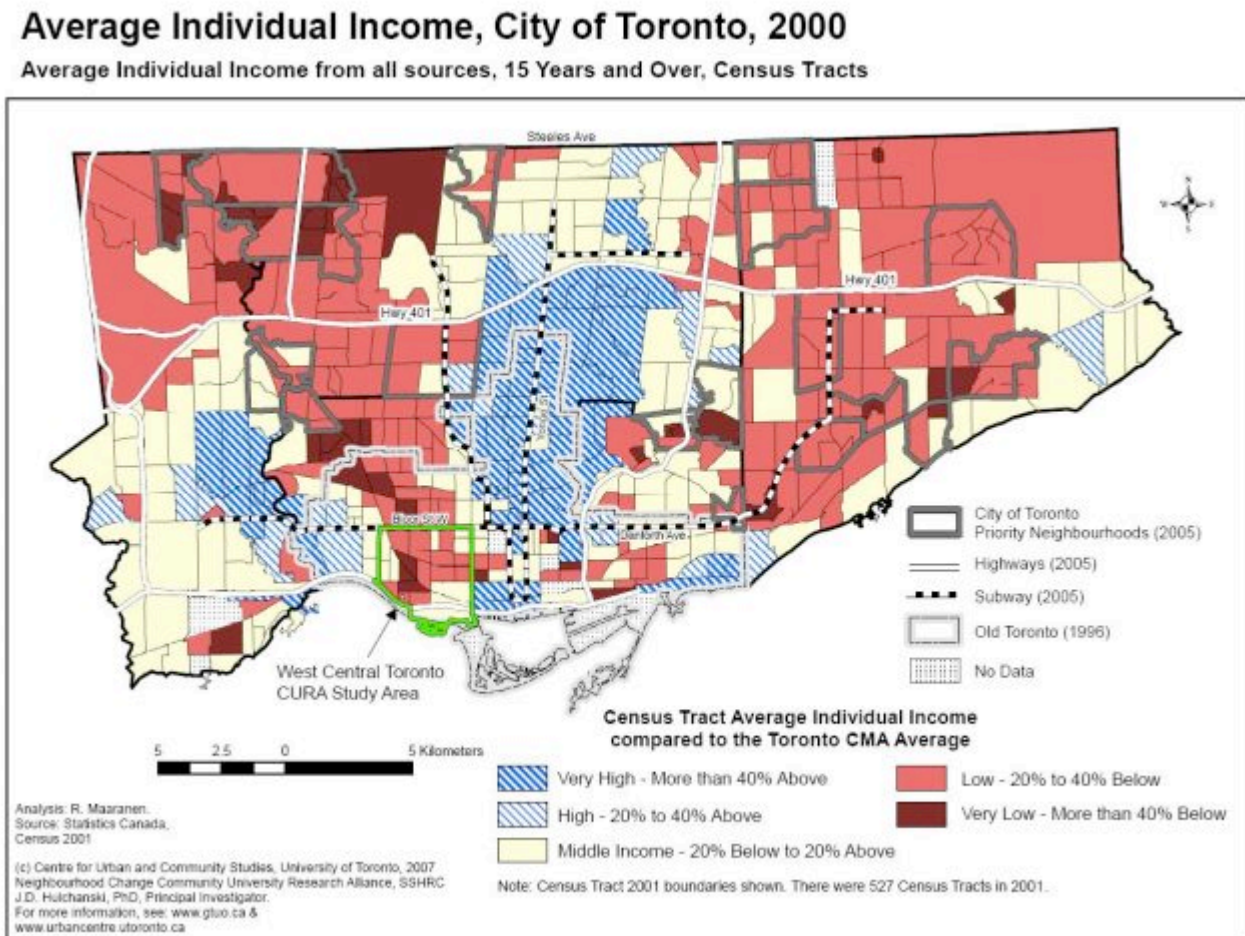 Average Individual Income, City of Toronto, 2000
Average Individual Income from all sources, 15 Years and Over, Census Tracts
Steeles Ave
Hwy 401
Hwy 401
Yonge St
Bloor St W
Danforth Ave
West Central Toronto
CURA Study Area
City of Toronto
Priority Neighbourhoods (2005)
Highways (2005)
Subway (2005)
Old Toronto (1996)
No Data
5 2.5 0 5 Kilometers
Census Tract Average Individual Income
compared to the Toronto CMA Average
Very High - More than 40% Above
High - 20% to 40% Above
Middle Income - 20% Below to 20% Above
Low - 20% to 40% Below
Very Low - More than 40% Below
Note: Census Tract 2001 boundaries shown. There were 527 Census Tracts in 2001.
Analysis: R. Maaranen.
Source: Statistics Canada,
Census 2001
(c) Centre for Urban and Community Studies, University of Toronto, 2007
Neighbourhood Change Community University Research Alliance, SSHRC
J.D. Hulchanski, PhD, Principal Investigator.
For more information, see: www.gtuo.ca &
www.urbancentre.utoronto.ca